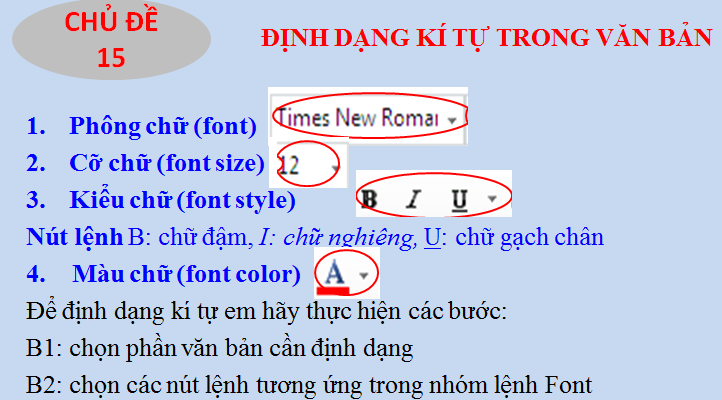 CHỦ ĐỀ
15
ĐỊNH DẠNG KÍ TỰ TRONG VĂN BẢN
1. Phông chữ (font) Times New Romar
2. Cỡ chữ (font size) 12
3. Kiểu chữ (font style) B I U
Nút lệnh B: chữ đậm, I: chữ nghiêng, U: chữ gạch chân
4. Màu chữ (font color) A
Để định dạng kí tự em hãy thực hiện các bước:
B1: chọn phần văn bản cần định dạng
B2: chọn các nút lệnh tương ứng trong nhóm lệnh Font